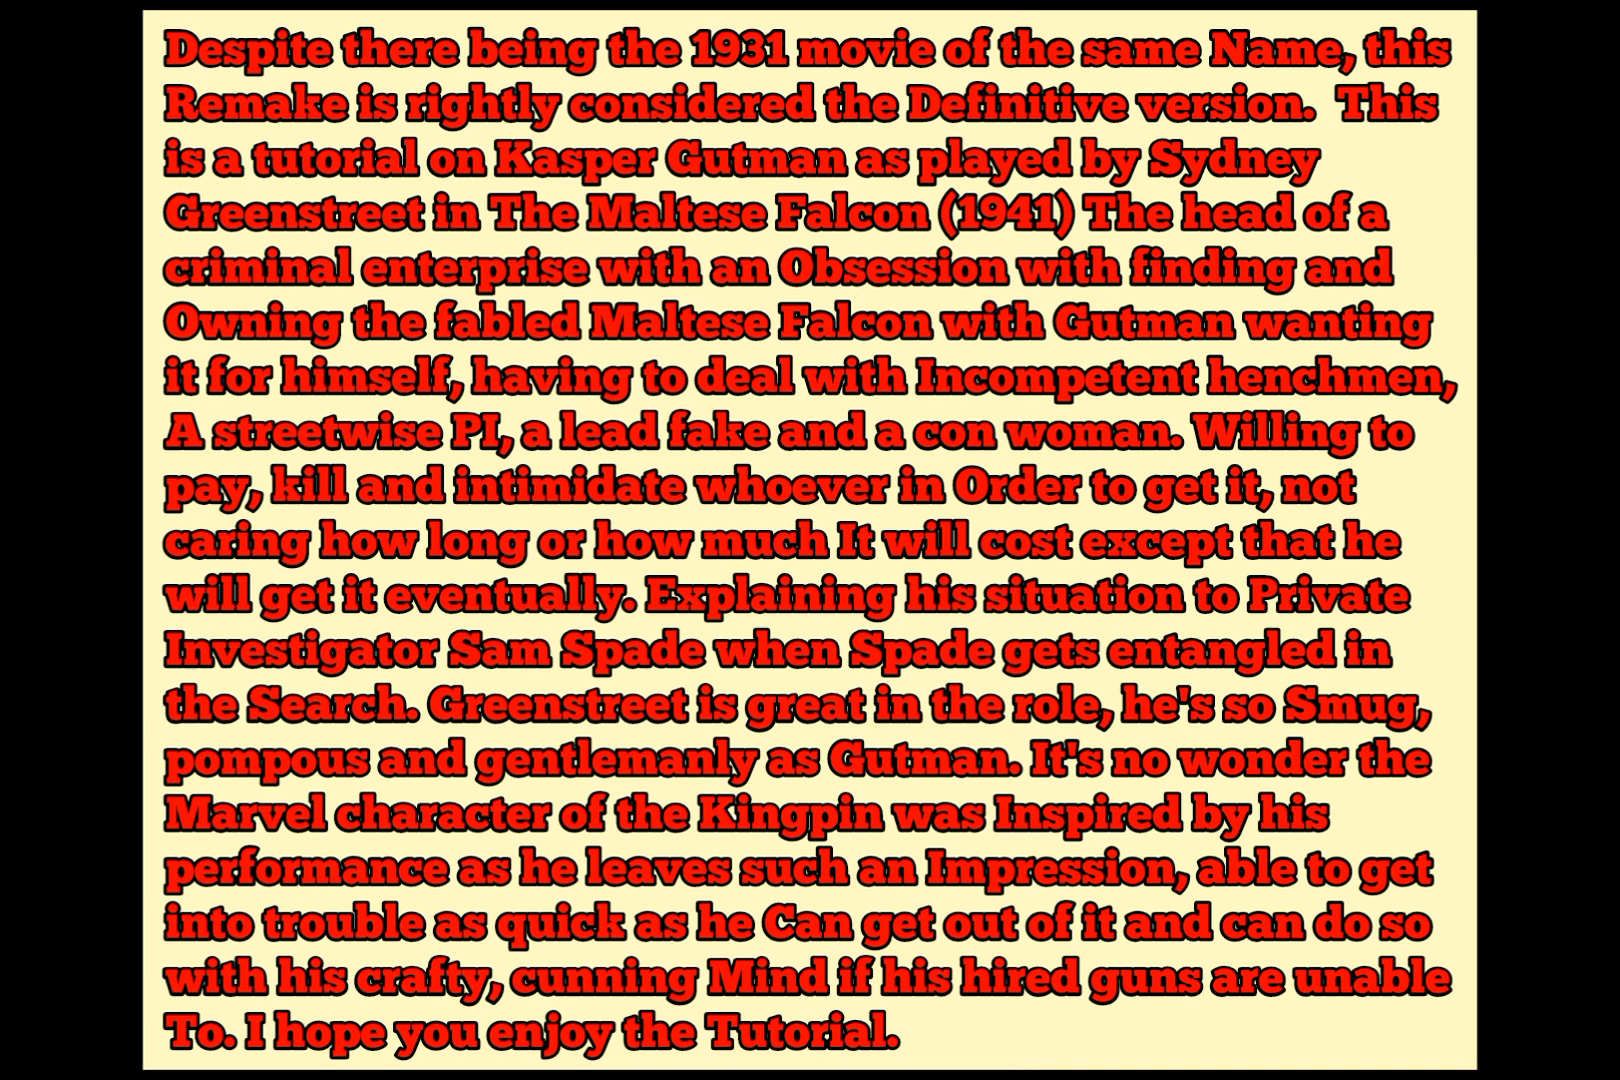 Despite there being the 1931 movie of the same Name, this
Remake is rightly considered the Definitive version.  This
is a tutorial on Kasper Gutman as played by Sydney
Greenstreet in The Maltese Falcon (1941) The head of a
criminal enterprise with an Obsession with finding and
Owning the fabled Maltese Falcon with Gutman wanting
it for himself, having to deal with Incompetent henchmen,
A streetwise PI, a lead fake and a con woman. Willing to
pay, kill and intimidate whoever in Order to get it, not
caring how long or how much It will cost except that he
will get it eventually. Explaining his situation to Private
Investigator Sam Spade when Spade gets entangled in
the Search. Greenstreet is great in the role, he's so Smug,
pompous and gentlemanly as Gutman. It's no wonder the
Marvel character of the Kingpin was Inspired by his
performance as he leaves such an Impression, able to get
into trouble as quick as he Can get out of it and can do so
with his crafty, cunning Mind if his hired guns are unable
To. I hope you enjoy the Tutorial.